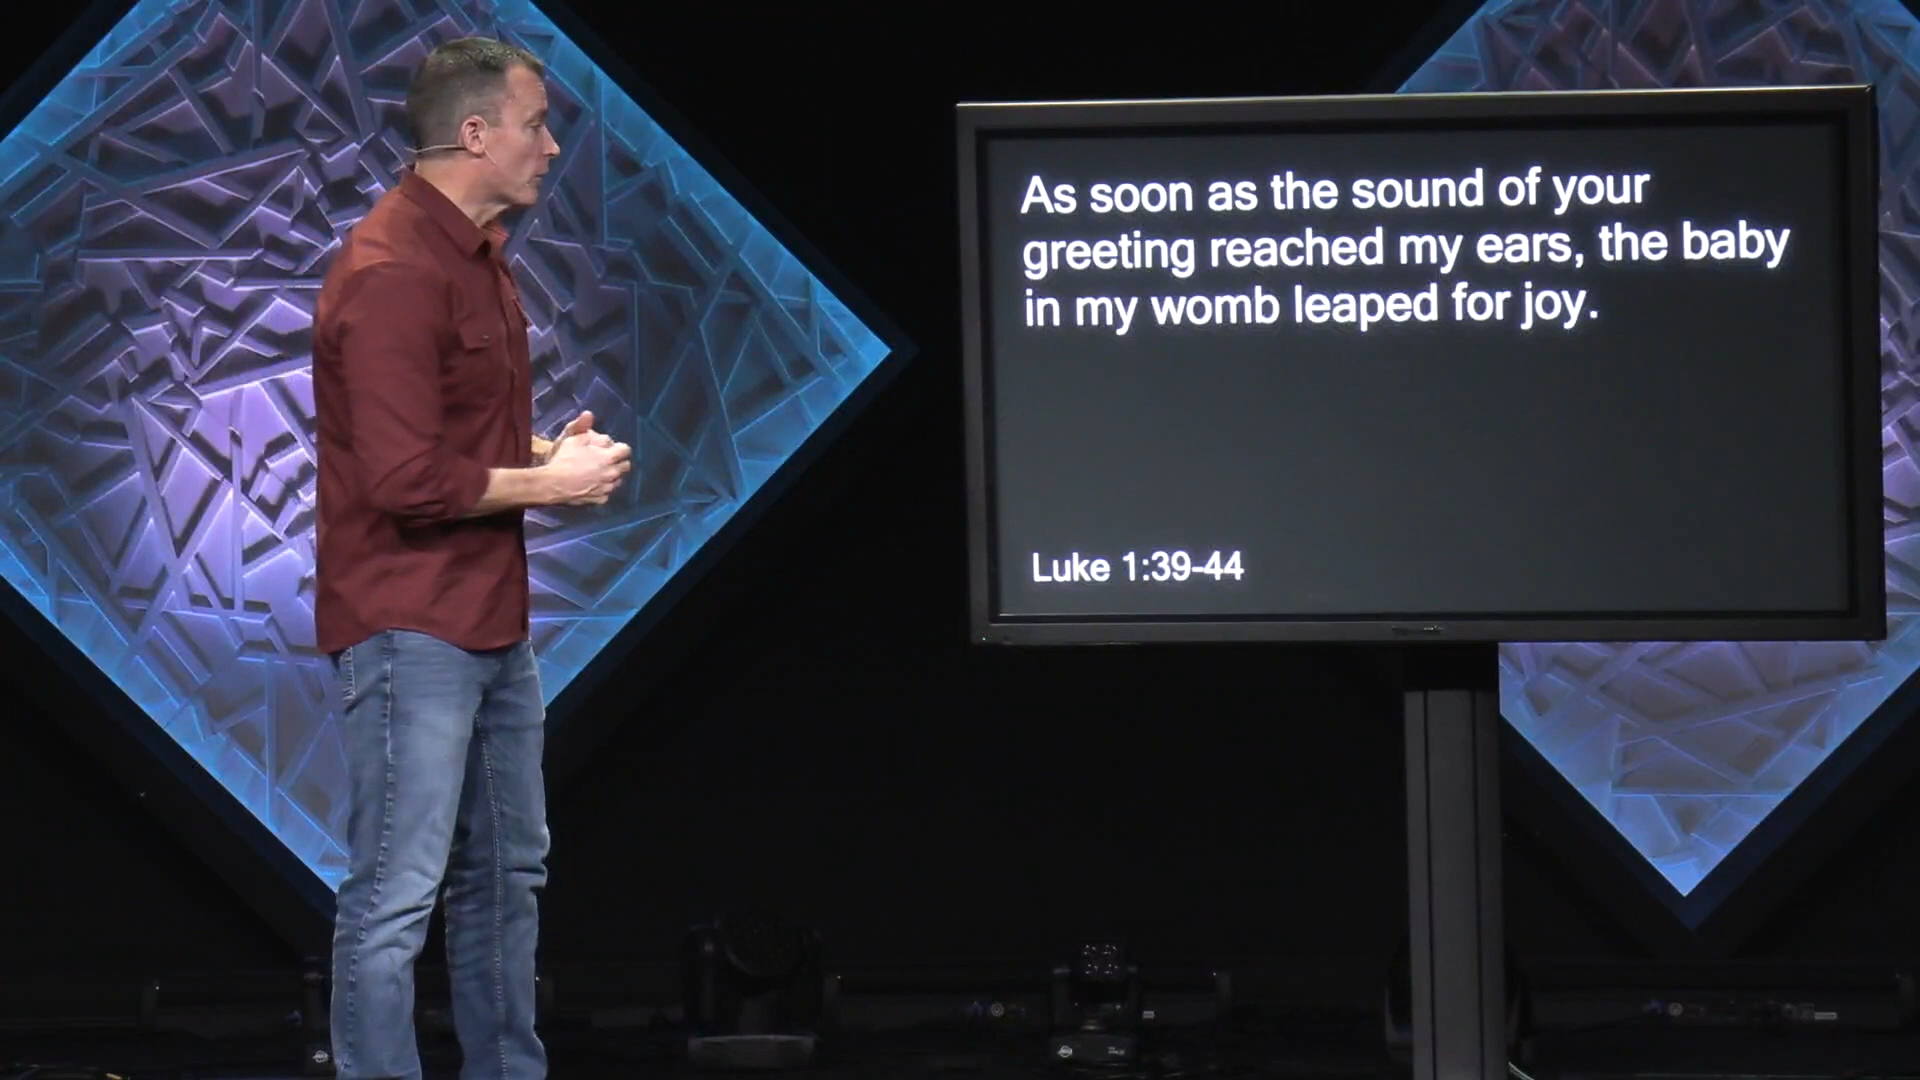 As soon as the sound of your
greeting reached my ears, the baby
in my womb leaped for joy.
Luke 1:39-44